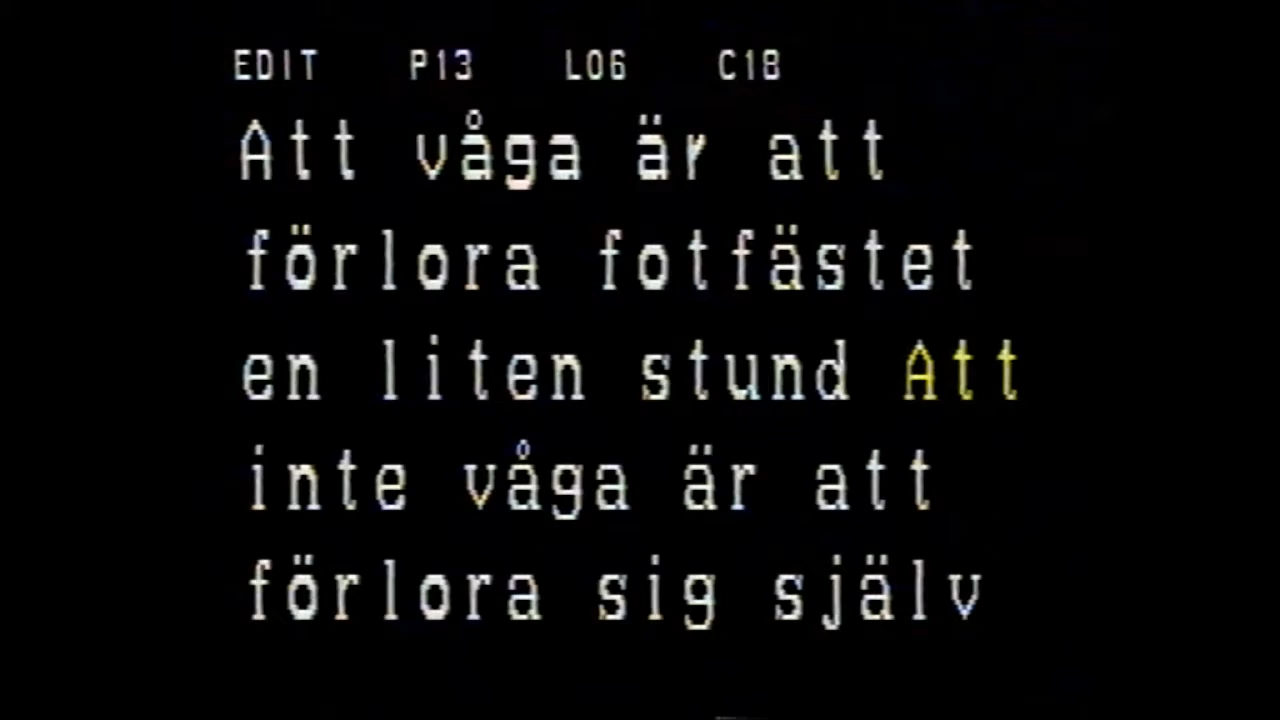 EDIT P13 L06 C18
Att våga är att
förlora fotfästet
en liten stund Att
inte våga är att
förlora sig själv